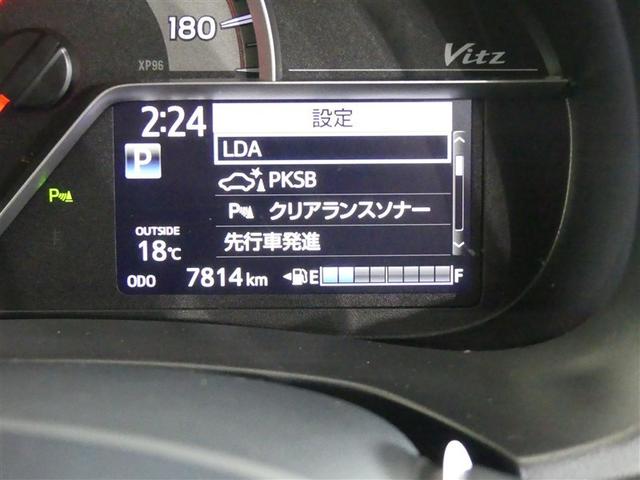 180
XP96
Vitz
2:24
設定
LDA
P
PKSB
P クリアランスソナー
P
OUTSIDE
18℃
先行車発進
ODO 7814 km
E F